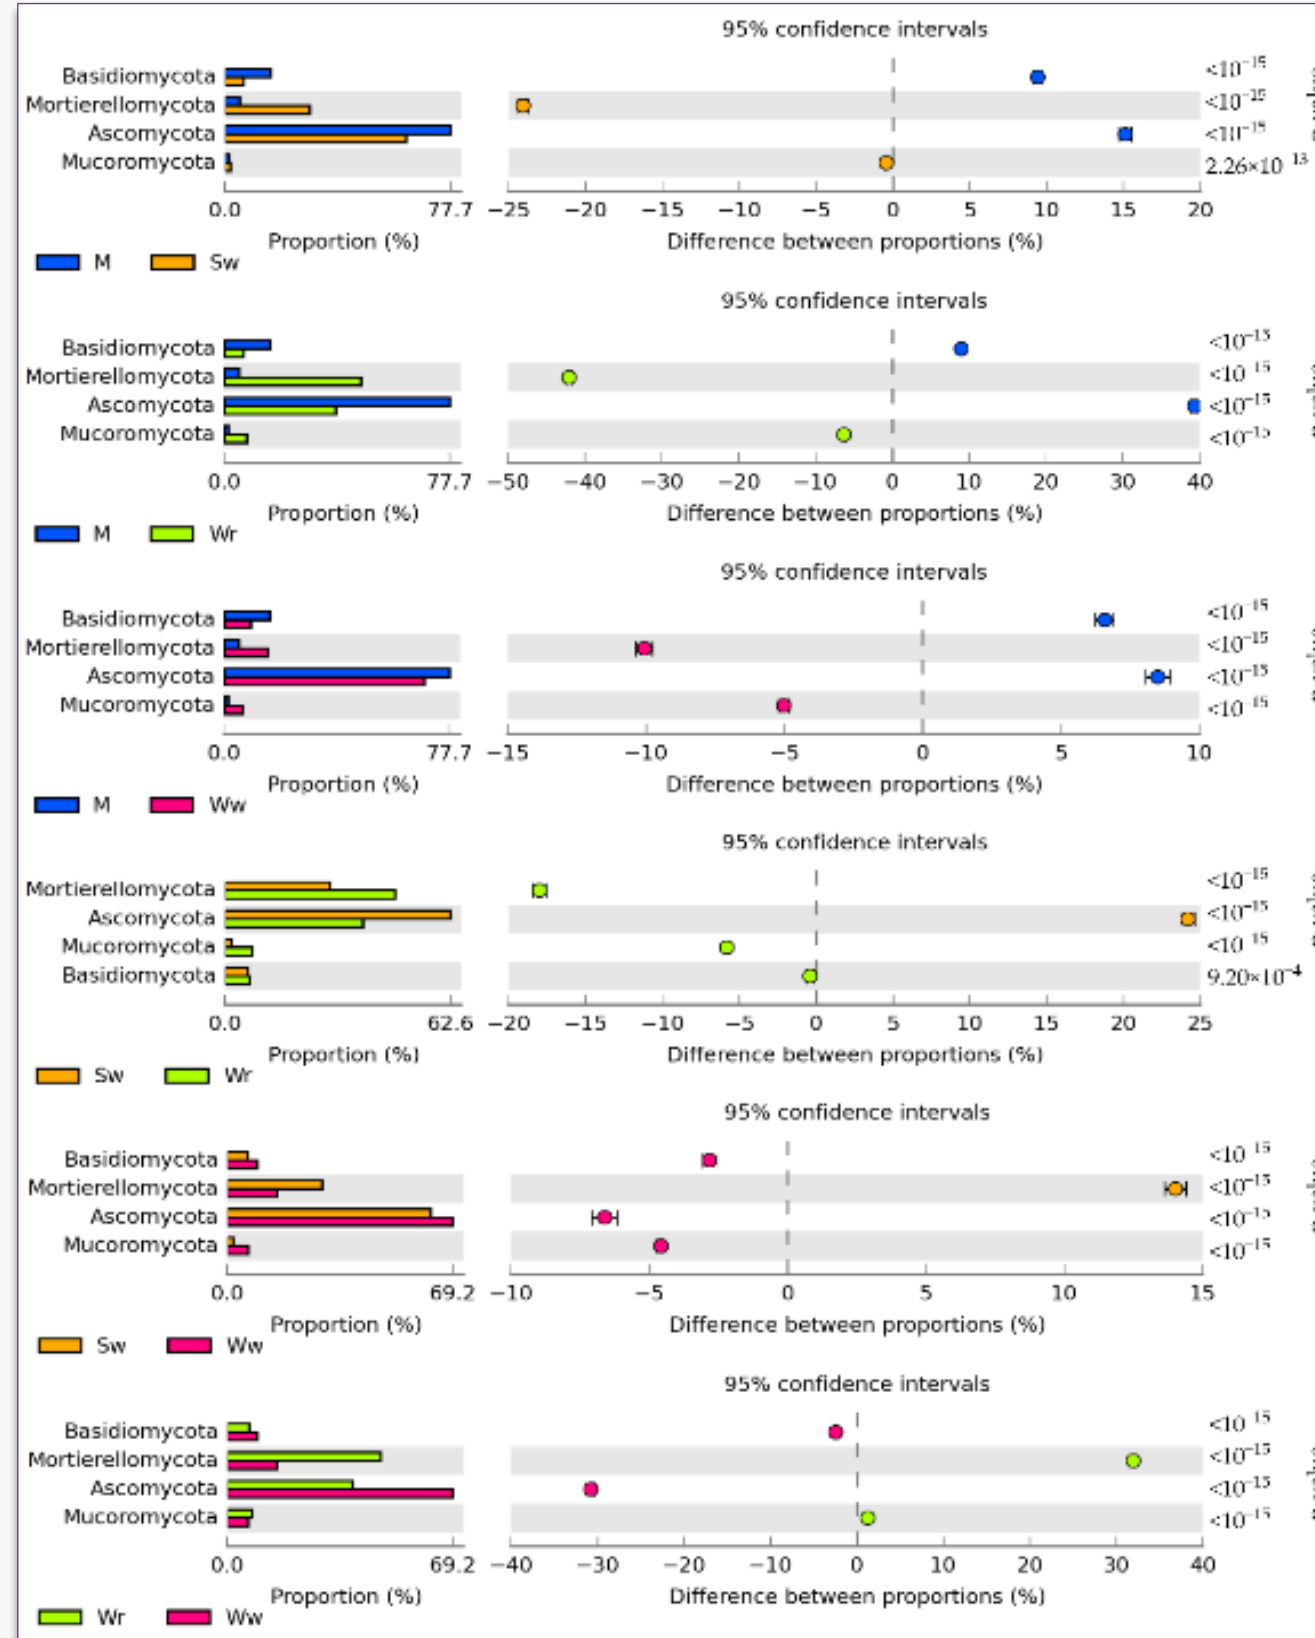 95% confidence intervals
Basidiomycota <10⁻¹⁵
Mortierellomycota <10⁻¹⁵
Ascomycota <10⁻¹⁵
Mucoromycota 2.26×10 13
0.0 77.7 −25 −20 −15 −10 −5 0 5 10 15 20
Proportion (%) Difference between proportions (%)
M Sw
95% confidence intervals
Basidiomycota <10⁻¹⁵
Mortierellomycota <10 15
Ascomycota <10⁻¹⁵
Mucoromycota <10⁻¹⁵
0.0 77.7 −50 −40 −30 −20 −10 0 10 20 30 40
Proportion (%) Difference between proportions (%)
M Wr
95% confidence intervals
Basidiomycota <10⁻¹⁵
Mortierellomycota <10⁻¹⁵
Ascomycota <10⁻¹⁵
Mucoromycota <10⁻¹⁵
0.0 77.7 −15 −10 −5 0 5 10
Proportion (%) Difference between proportions (%)
M Ww
95% confidence intervals
Mortierellomycota <10⁻¹⁵
Ascomycota <10⁻¹⁵
Mucoromycota <10 15
Basidiomycota 9.20×10⁻⁴
0.0 62.6 −20 −15 −10 −5 0 5 10 15 20 25
Proportion (%) Difference between proportions (%)
Sw Wr
95% confidence intervals
Basidiomycota <10 15
Mortierellomycota <10⁻¹⁵
Ascomycota <10⁻¹⁵
Mucoromycota <10⁻¹⁵
0.0 69.2 −10 −5 0 5 10 15
Proportion (%) Difference between proportions (%)
Sw Ww
95% confidence intervals
Basidiomycota <10 15
Mortierellomycota <10⁻¹⁵
Ascomycota <10⁻¹⁵
Mucoromycota <10⁻¹⁵
0.0 69.2 −40 −30 −20 −10 0 10 20 30 40
Proportion (%) Difference between proportions (%)
Wr Ww